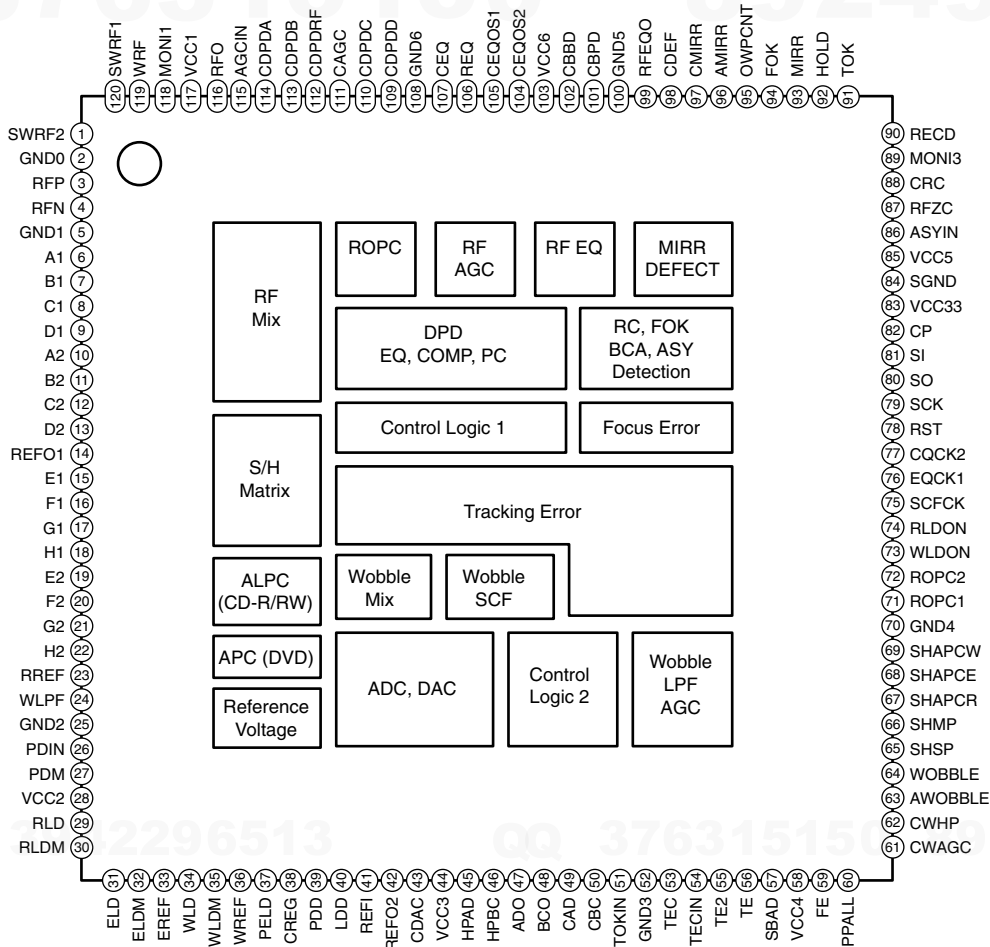 SWRF1 WRF MONI1 VCC1 RFO AGCIN CDPDA CDPDB CDPDRF CAGC CDPDC CDPDD GND6 CEQ REQ CEQOS1 CEQOS2 VCC6 CBBD CBPD GND5 RFEQO CDEF CMIRR AMIRR OWPCNT FOK MIRR HOLD TOK
120 119 118 117 116 115 114 113 112 111 110 109 108 107 106 105 104 103 102 101 100 99 98 97 96 95 94 93 92 91
SWRF2 1
GND0 2
RFP 3
RFN 4
GND1 5
A1 6
B1 7
C1 8
D1 9
A2 10
B2 11
C2 12
D2 13
REFO1 14
E1 15
F1 16
G1 17
H1 18
E2 19
F2 20
G2 21
H2 22
RREF 23
WLPF 24
GND2 25
PDIN 26
PDM 27
VCC2 28
RLD 29
RLDM 30
RF
Mix
ROPC
RF
AGC
RF EQ
MIRR
DEFECT
DPD
EQ, COMP, PC
RC, FOK
BCA, ASY
Detection
S/H
Matrix
Control Logic 1
Focus Error
Tracking Error
ALPC
(CD-R/RW)
Wobble
Mix
Wobble
SCF
APC (DVD)
Reference
Voltage
ADC, DAC
Control
Logic 2
Wobble
LPF
AGC
90 RECD
89 MONI3
88 CRC
87 RFZC
86 ASYIN
85 VCC5
84 SGND
83 VCC33
82 CP
81 SI
80 SO
79 SCK
78 RST
77 CQCK2
76 EQCK1
75 SCFCK
74 RLDON
73 WLDON
72 ROPC2
71 ROPC1
70 GND4
69 SHAPCW
68 SHAPCE
67 SHAPCR
66 SHMP
65 SHSP
64 WOBBLE
63 AWOBBLE
62 CWHP
61 CWAGC
QQ 376315150
31 32 33 34 35 36 37 38 39 40 41 42 43 44 45 46 47 48 49 50 51 52 53 54 55 56 57 58 59 60
ELD ELDM EREF WLD WLDM WREF PELD CREG PDD LDD REFI REFO2 CDAC VCC3 HPAD HPBC ADO BCO CAD CBC TOKIN GND3 TEC TECIN TE2 TE SBAD VCC4 FE PPALL